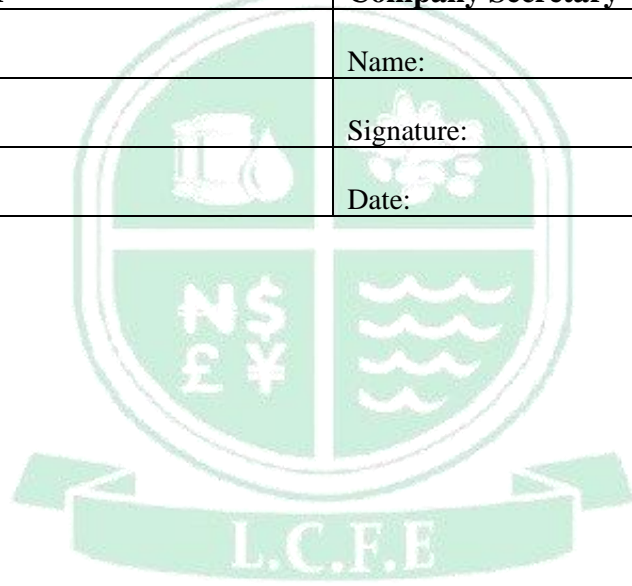 Company Secretary
Name:
Signature:
Date:
₦$
£ ¥
L.C.F.E